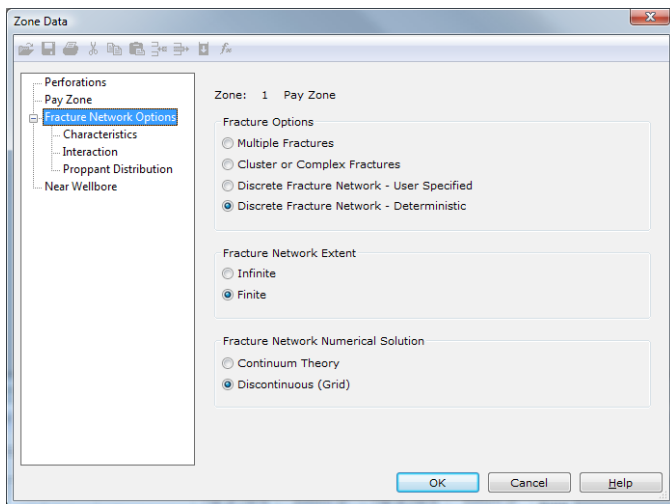 Zone Data
Perforations
Pay Zone
Fracture Network Options
Characteristics
Interaction
Proppant Distribution
Near Wellbore
Zone: 1 Pay Zone
Fracture Options
Multiple Fractures
Cluster or Complex Fractures
Discrete Fracture Network - User Specified
Discrete Fracture Network - Deterministic
Fracture Network Extent
Infinite
Finite
Fracture Network Numerical Solution
Continuum Theory
Discontinuous (Grid)
OK Cancel Help